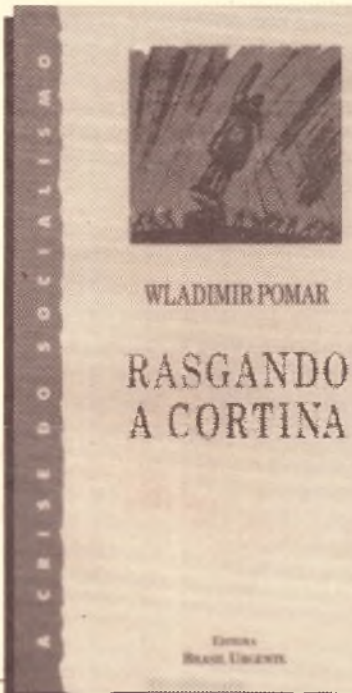 A CRISE DO SOCIALISMO
WLADIMIR POMAR
RASGANDO
A CORTINA
EDITORA
BRASIL URGENTE